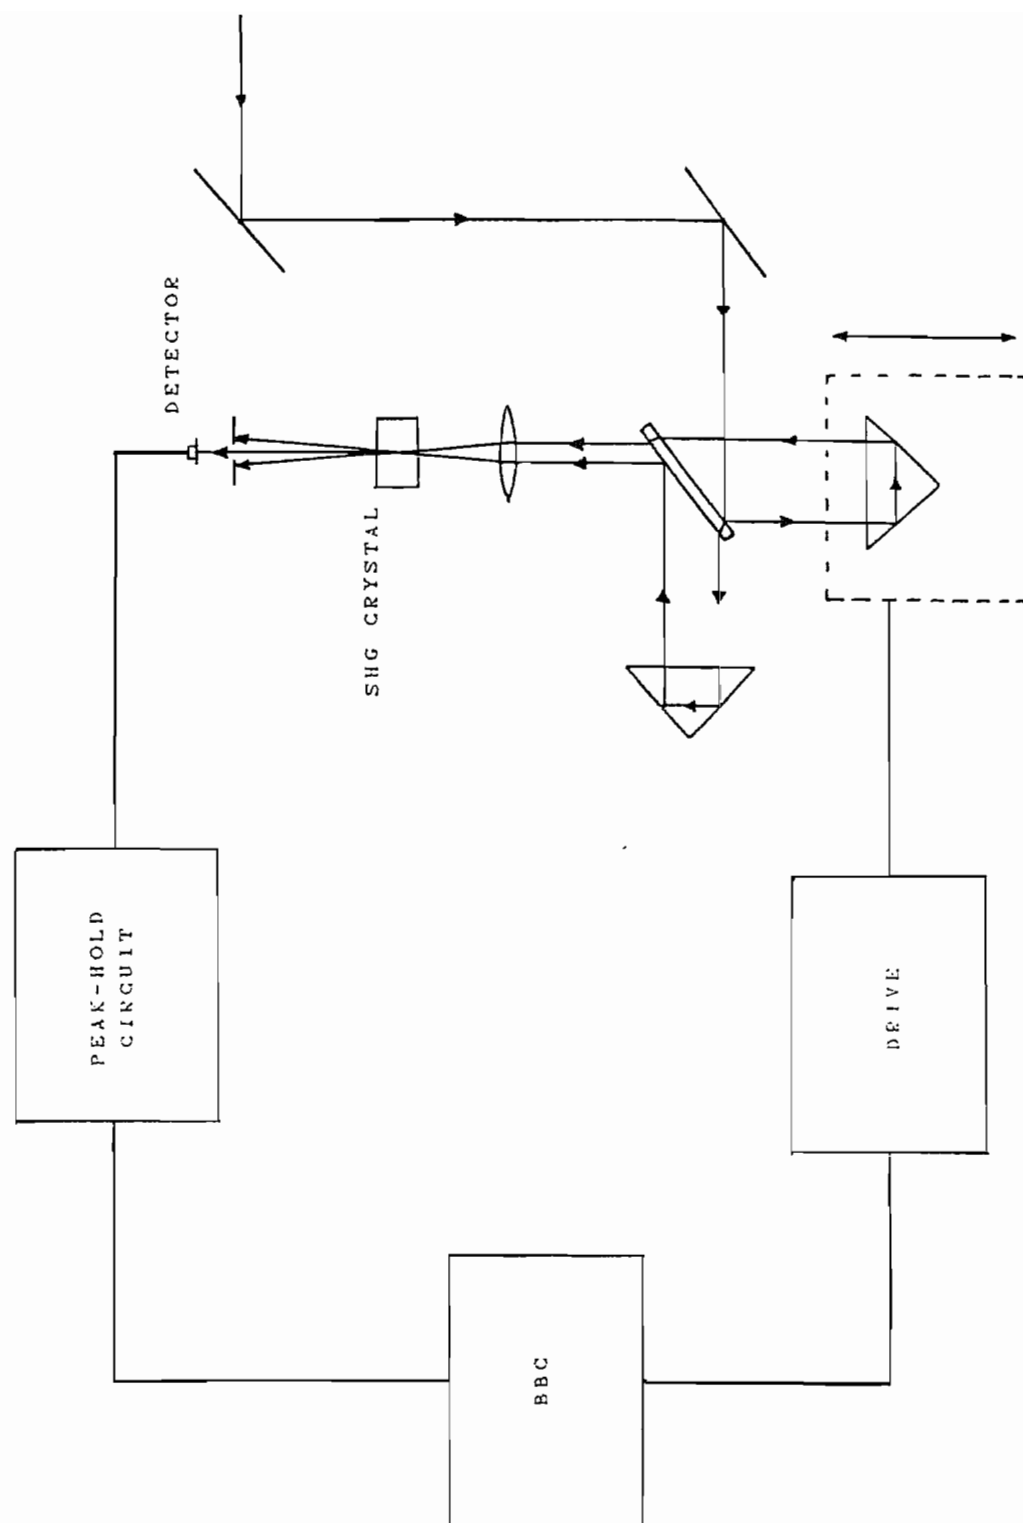 DETECTOR
SHG CRYSTAL
PEAK-HOLD
CIRCUIT
DRIVE
BBC